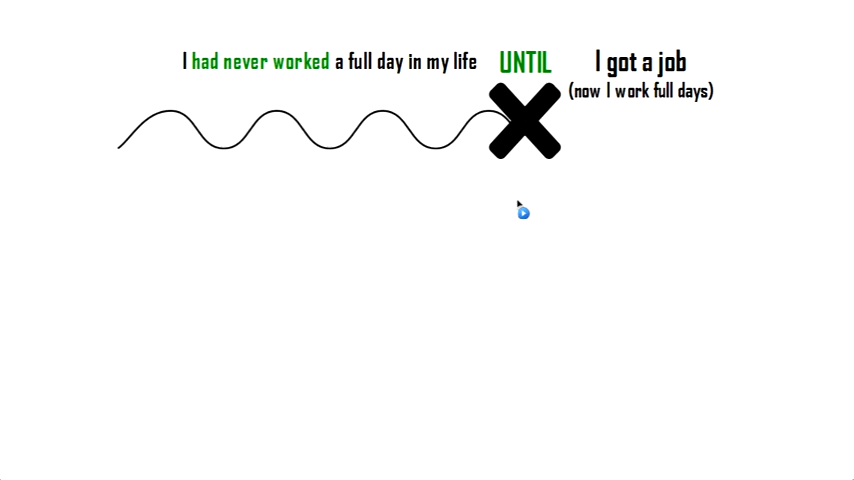 I had never worked a full day in my life UNTIL I got a job
(now I work full days)